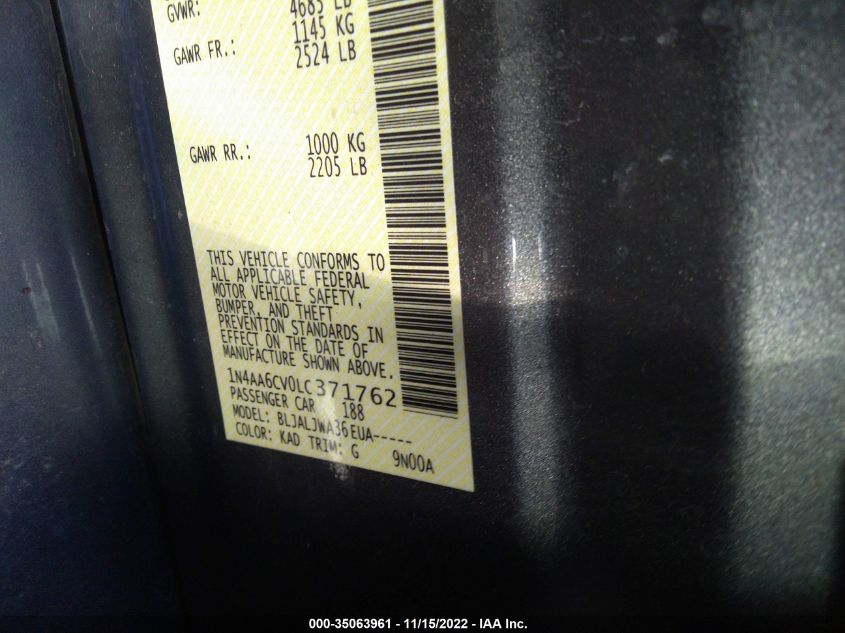 GVWR: 4685 LB
1145 KG
GAWR FR.: 2524 LB
1000 KG
GAWR RR.: 2205 LB
THIS VEHICLE CONFORMS TO
ALL APPLICABLE FEDERAL
MOTOR VEHICLE SAFETY,
BUMPER, AND THEFT
PREVENTION STANDARDS IN
EFFECT ON THE DATE OF
MANUFACTURE SHOWN ABOVE.
1N4AA6CV0LC371762
PASSENGER CAR 188
MODEL: BLJALJWA36EUA-----
COLOR: KAD TRIM: G 9N00A
000-35063961 - 11/15/2022 - IAA Inc.